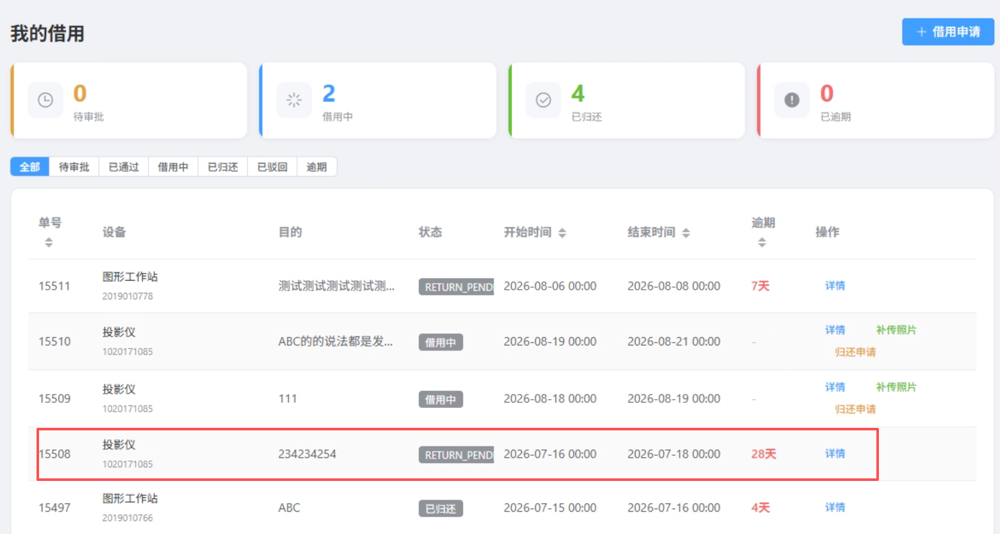 我的借用
借用申请
0
待审批
2
借用中
4
已归还
0
已逾期
全部 待审批 已通过 借用中 已归还 已驳回 逾期
单号 设备 目的 状态 开始时间 结束时间 逾期 操作
15511 图形工作站 2019010778 测试测试测试测试测... RETURN_PEND 2026-08-06 00:00 2026-08-08 00:00 7天 详情
15510 投影仪 1020171085 ABC的的说法都是发... 借用中 2026-08-19 00:00 2026-08-21 00:00 - 详情 补传照片 归还申请
15509 投影仪 1020171085 111 借用中 2026-08-18 00:00 2026-08-19 00:00 - 详情 补传照片 归还申请
15508 投影仪 1020171085 234234254 RETURN_PEND 2026-07-16 00:00 2026-07-18 00:00 28天 详情
15497 图形工作站 2019010766 ABC 已归还 2026-07-15 00:00 2026-07-16 00:00 4天 详情